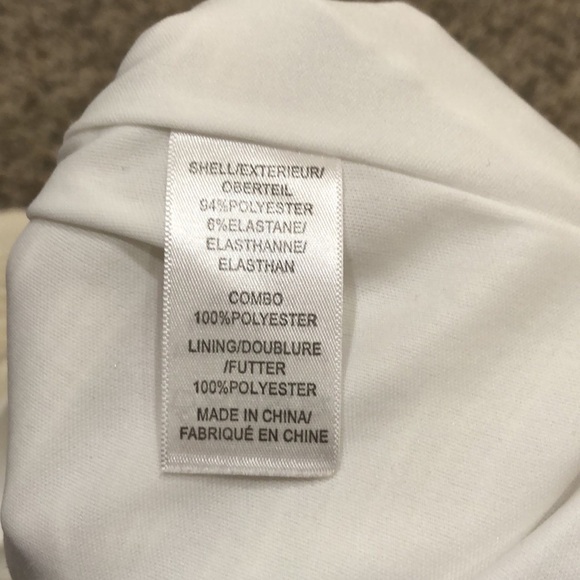 SHELL/EXTERIEUR/
OBERTEIL
94%POLYESTER
6%ELASTANE/
ELASTHANNE/
ELASTHAN
COMBO
100%POLYESTER
LINING/DOUBLURE
/FUTTER
100%POLYESTER
MADE IN CHINA/
FABRIQUÉ EN CHINE